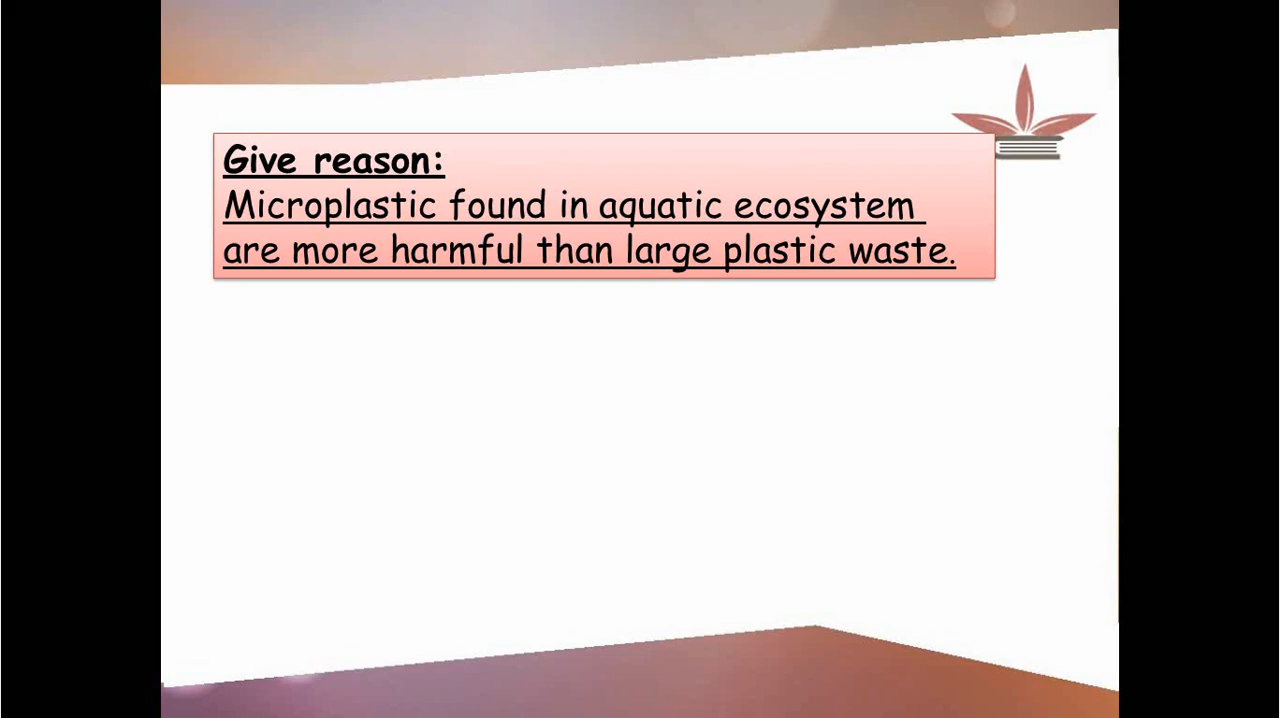 Give reason:
Microplastic found in aquatic ecosystem
are more harmful than large plastic waste.